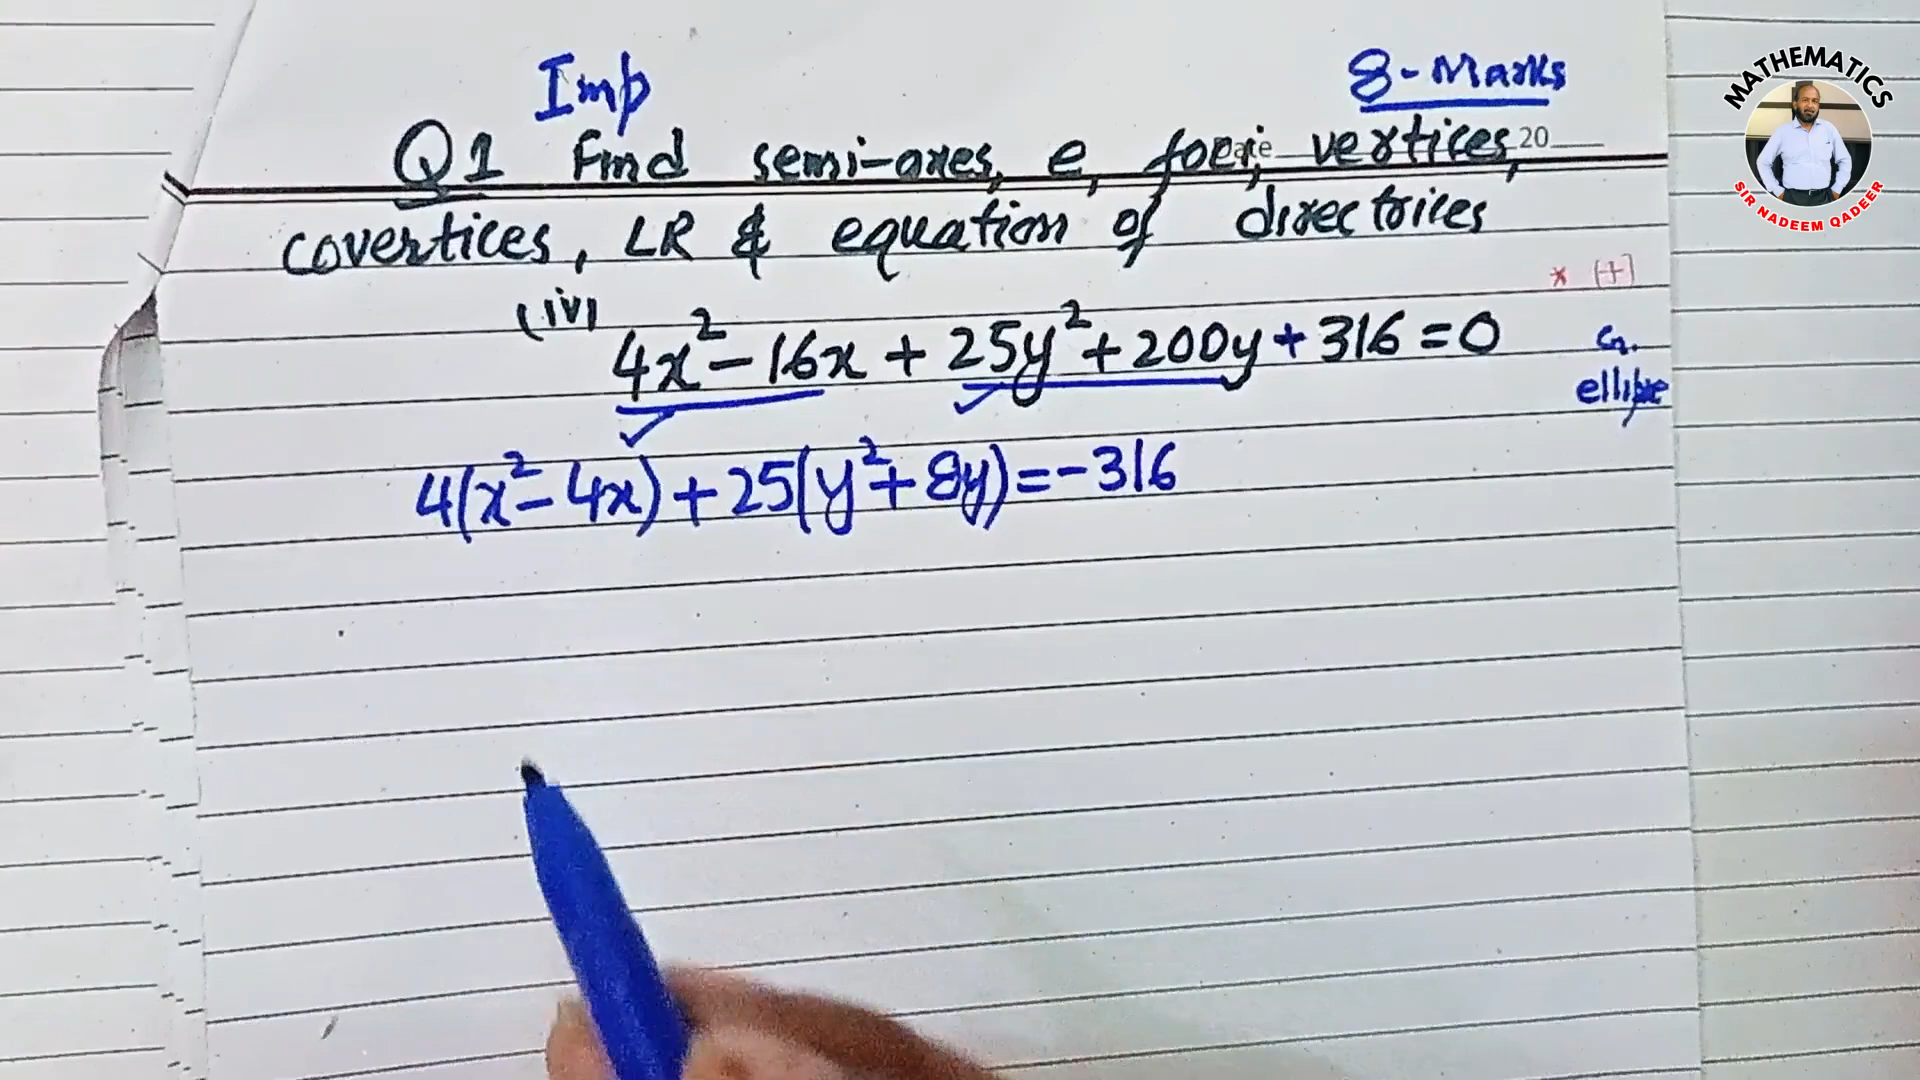 Imp
8-Marks
Q1 Find semi-axes, e, foci, vertices,
20
covertices, LR & equation of directrices
* (+)
(iv)
4x² - 16x + 25y² + 200y + 316 = 0
ellipse
4(x² - 4x) + 25(y² + 8y) = -316
MATHEMATICS
SIR NADEEM QADEER